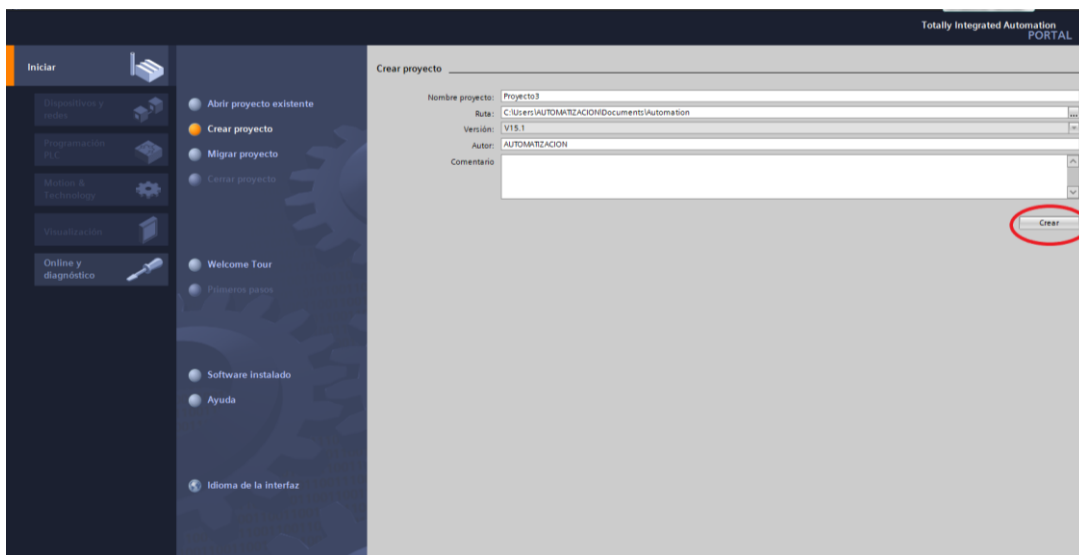 Totally Integrated Automation
PORTAL
Iniciar
Dispositivos y
redes
Programación
PLC
Motion &
Technology
Visualización
Online y
diagnóstico
Abrir proyecto existente
Crear proyecto
Migrar proyecto
Cerrar proyecto
Welcome Tour
Primeros pasos
Software instalado
Ayuda
Idioma de la interfaz
Crear proyecto
Nombre proyecto: Proyecto3
Ruta: C:\Users\AUTOMATIZACION\Documents\Automation
...
Versión: V15.1
Autor: AUTOMATIZACION
Comentario
Crear